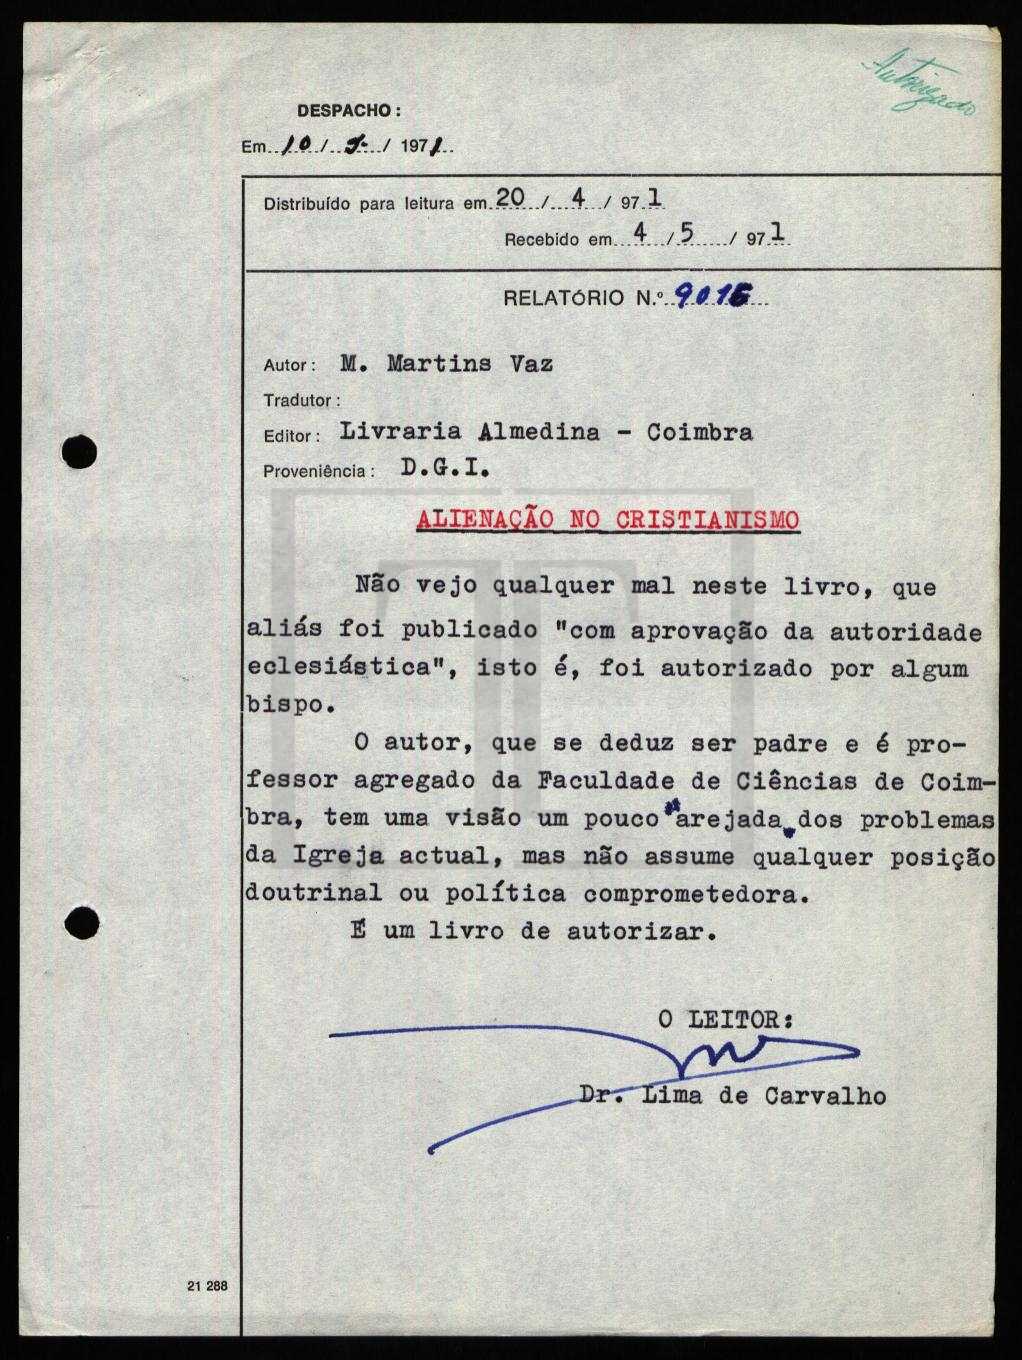 Autorizado
DESPACHO:
Em 10 / 5 / 1971
Distribuído para leitura em 20 / 4 / 971
Recebido em 4 / 5 / 971
RELATÓRIO N.º 9016
Autor: M. Martins Vaz
Tradutor:
Editor: Livraria Almedina - Coimbra
Proveniência: D.G.I.
ALIENAÇÃO NO CRISTIANISMO
Não vejo qualquer mal neste livro, que
aliás foi publicado "com aprovação da autoridade
eclesiástica", isto é, foi autorizado por algum
bispo.
O autor, que se deduz ser padre e é pro-
fessor agregado da Faculdade de Ciências de Coim-
bra, tem uma visão um pouco "arejada" dos problemas
da Igreja actual, mas não assume qualquer posição
doutrinal ou política comprometedora.
É um livro de autorizar.
O LEITOR:
Dr. Lima de Carvalho
21 288